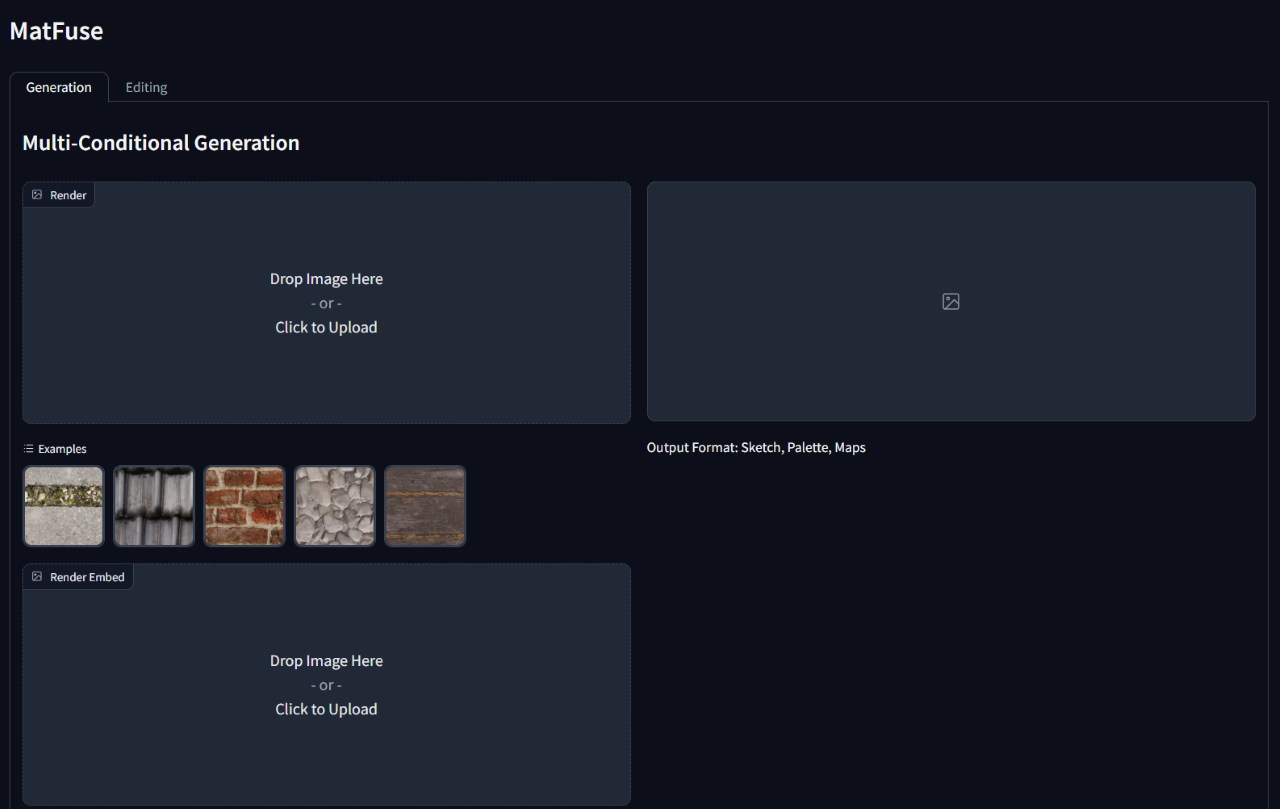 MatFuse
Generation
Editing
Multi-Conditional Generation
Render
Drop Image Here
- or -
Click to Upload
Examples
Output Format: Sketch, Palette, Maps
Render Embed
Drop Image Here
- or -
Click to Upload